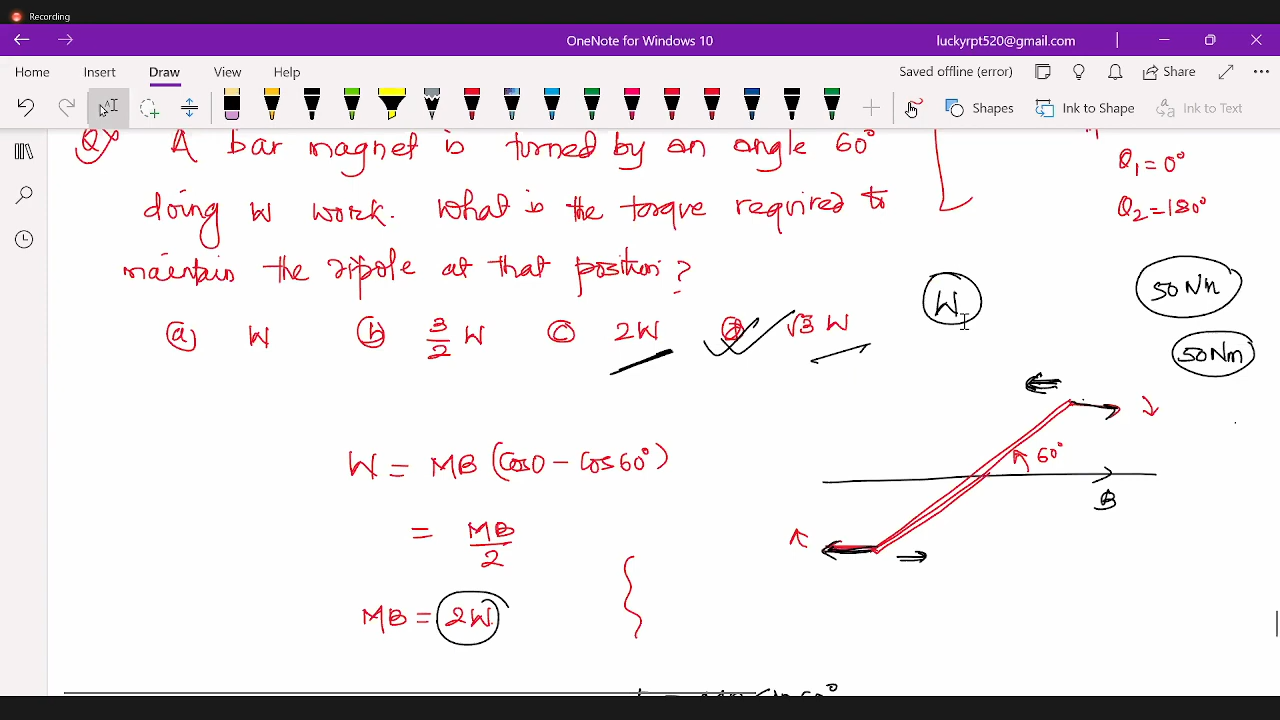 Recording
OneNote for Windows 10
luckyrpt520@gmail.com
Home Insert Draw View Help
Saved offline (error)
Share
Shapes
Ink to Shape
Ink to Text
Q) A bar magnet is turned by an angle 60°
doing W work. What is the torque required to
maintain the dipole at that position?
(a) W (b) 3/2 W (c) 2W (d) √3 W
θ₁=0°
θ₂=180°
W
50 Nm
50Nm
60°
B
W = MB (Cos0 - Cos60°)
= MB/2
MB = 2W